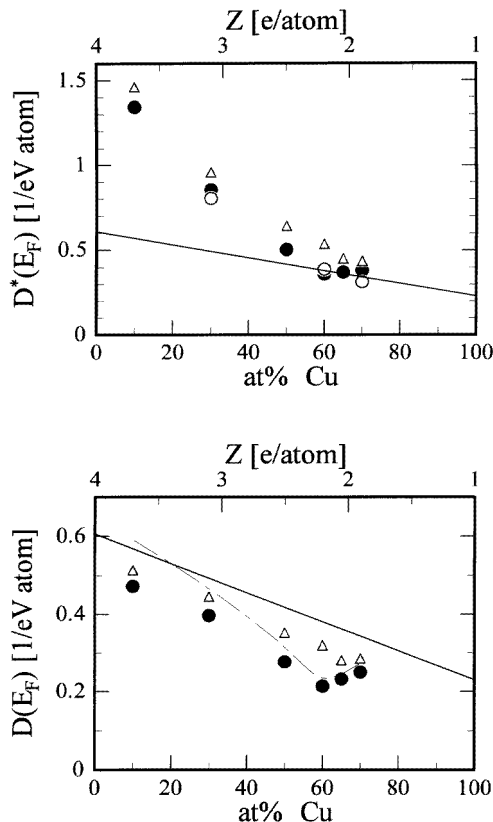 Z [e/atom]
4 3 2 1
D*(E_F) [1/eV atom]
1.5
1
0.5
0
0 20 40 60 80 100
at% Cu
Z [e/atom]
4 3 2 1
D(E_F) [1/eV atom]
0.6
0.4
0.2
0
0 20 40 60 80 100
at% Cu